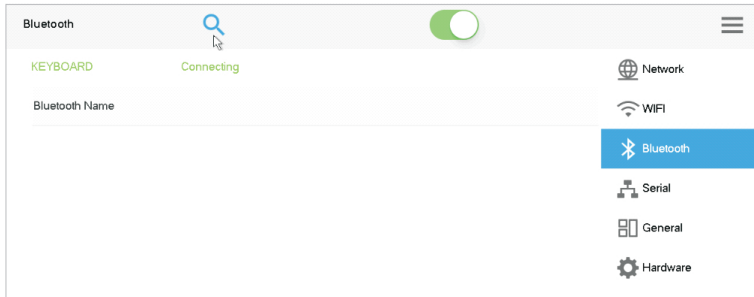 Bluetooth
KEYBOARD Connecting
Bluetooth Name
Network
WIFI
Bluetooth
Serial
General
Hardware